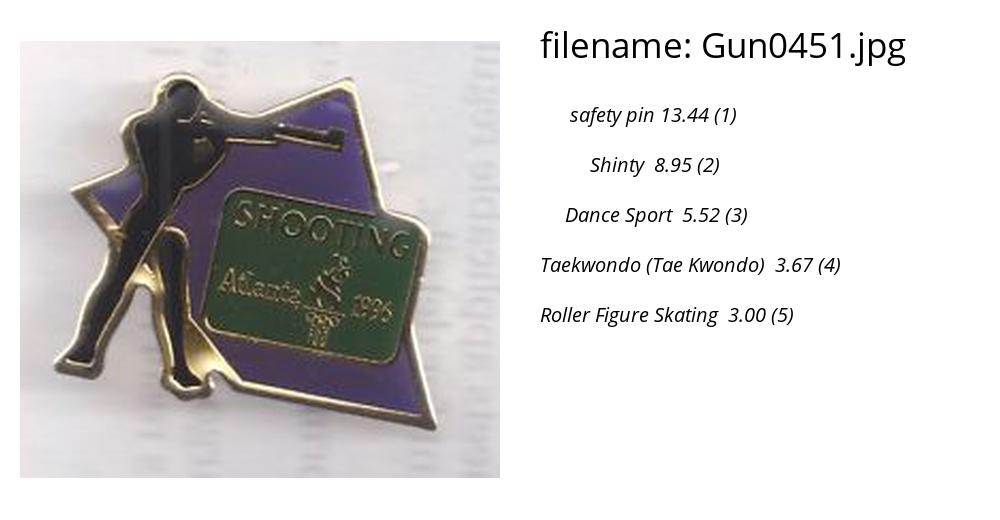 filename: Gun0451.jpg
safety pin 13.44 (1)
Shinty 8.95 (2)
Dance Sport 5.52 (3)
Taekwondo (Tae Kwondo) 3.67 (4)
Roller Figure Skating 3.00 (5)
SHOOTING
Atlanta 1996